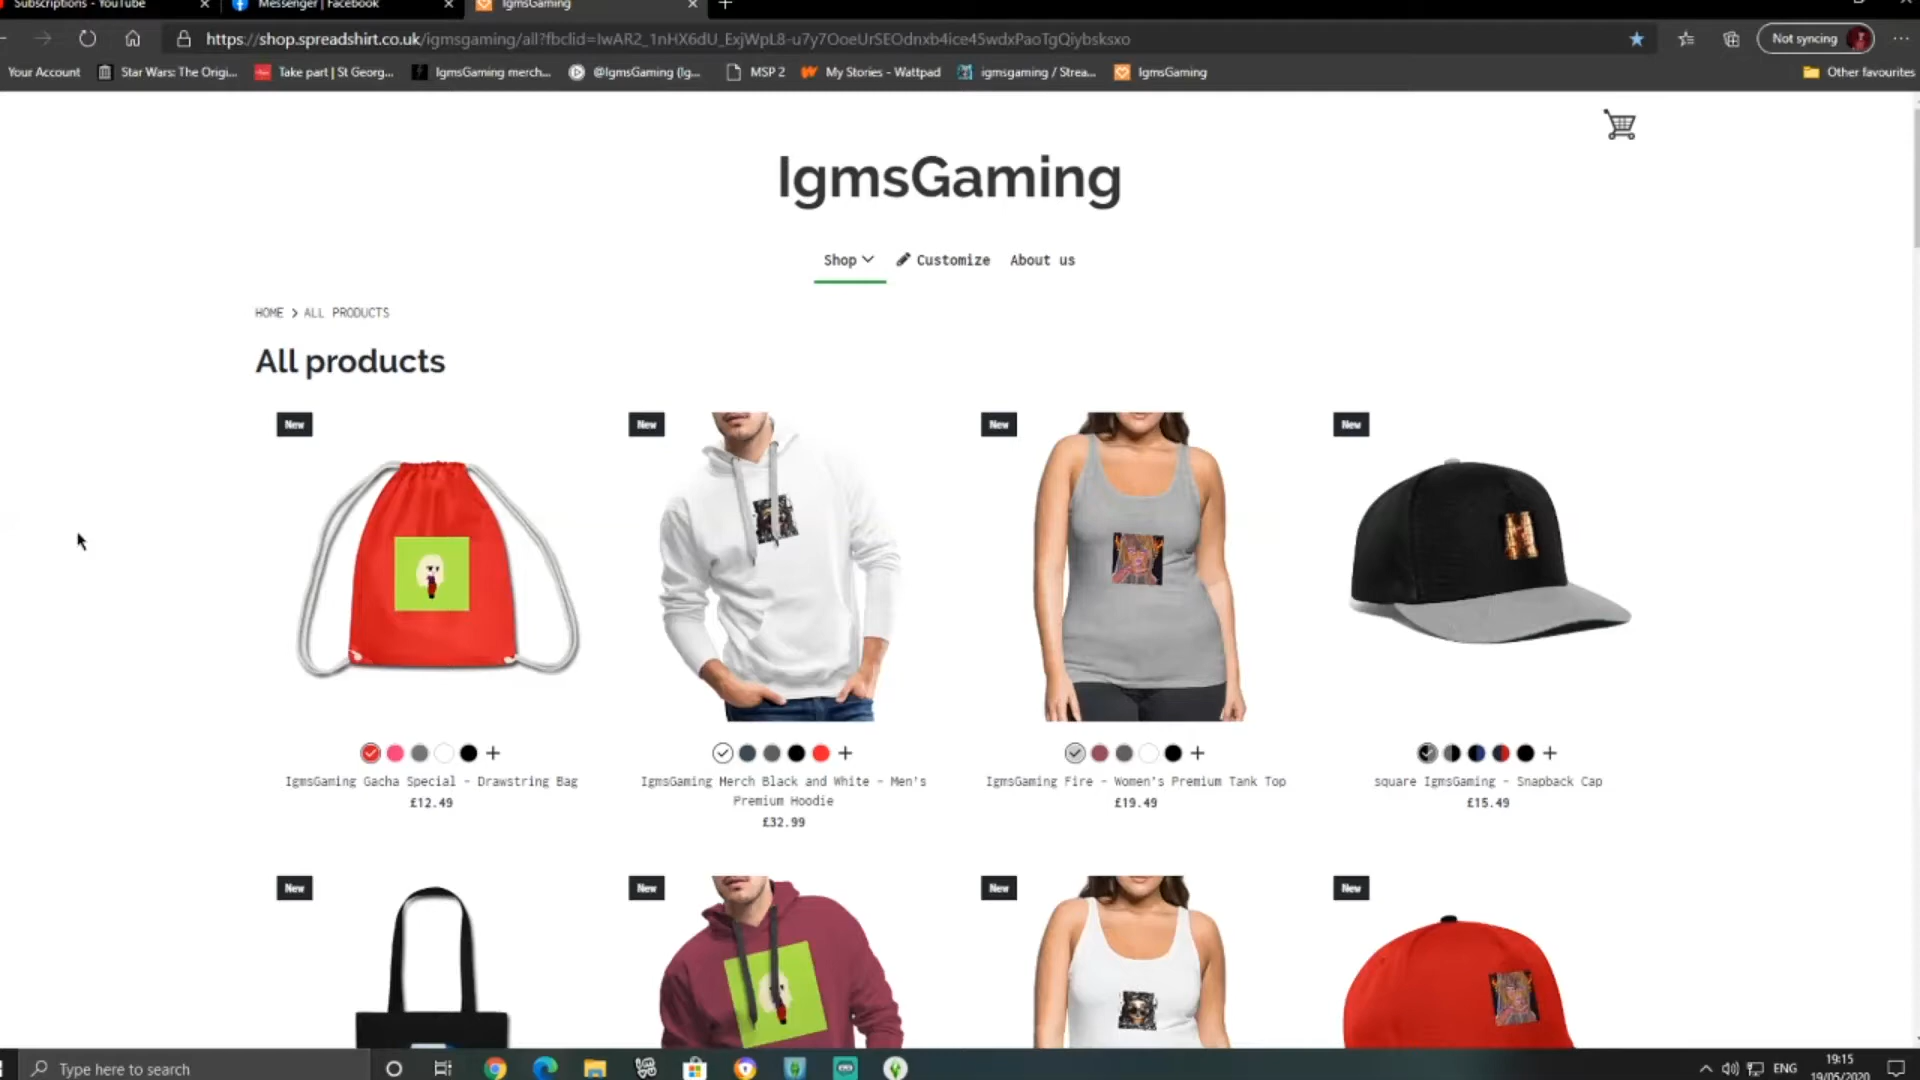 Subscriptions - YouTube
Messenger | Facebook
IgmsGaming
https://shop.spreadshirt.co.uk/igmsgaming/all?fbclid=IwAR2_1nHX6dU_ExjWpL8-u7y7OoeUrSEOdnxb4ice45wdxPaoTgQiybsksxo
Not syncing
Your Account
Star Wars: The Origi...
Take part | St Georg...
IgmsGaming merch...
@IgmsGaming (Ig...
MSP 2
My Stories - Wattpad
igmsgaming / Strea...
IgmsGaming
Other favourites
IgmsGaming
Shop
Customize
About us
HOME > ALL PRODUCTS
All products
New
New
New
New
IgmsGaming Gacha Special - Drawstring Bag
£12.49
IgmsGaming Merch Black and White - Men's
Premium Hoodie
£32.99
IgmsGaming Fire - Women's Premium Tank Top
£19.49
square IgmsGaming - Snapback Cap
£15.49
New
New
New
New
Type here to search
ENG
19:15
19/05/2020